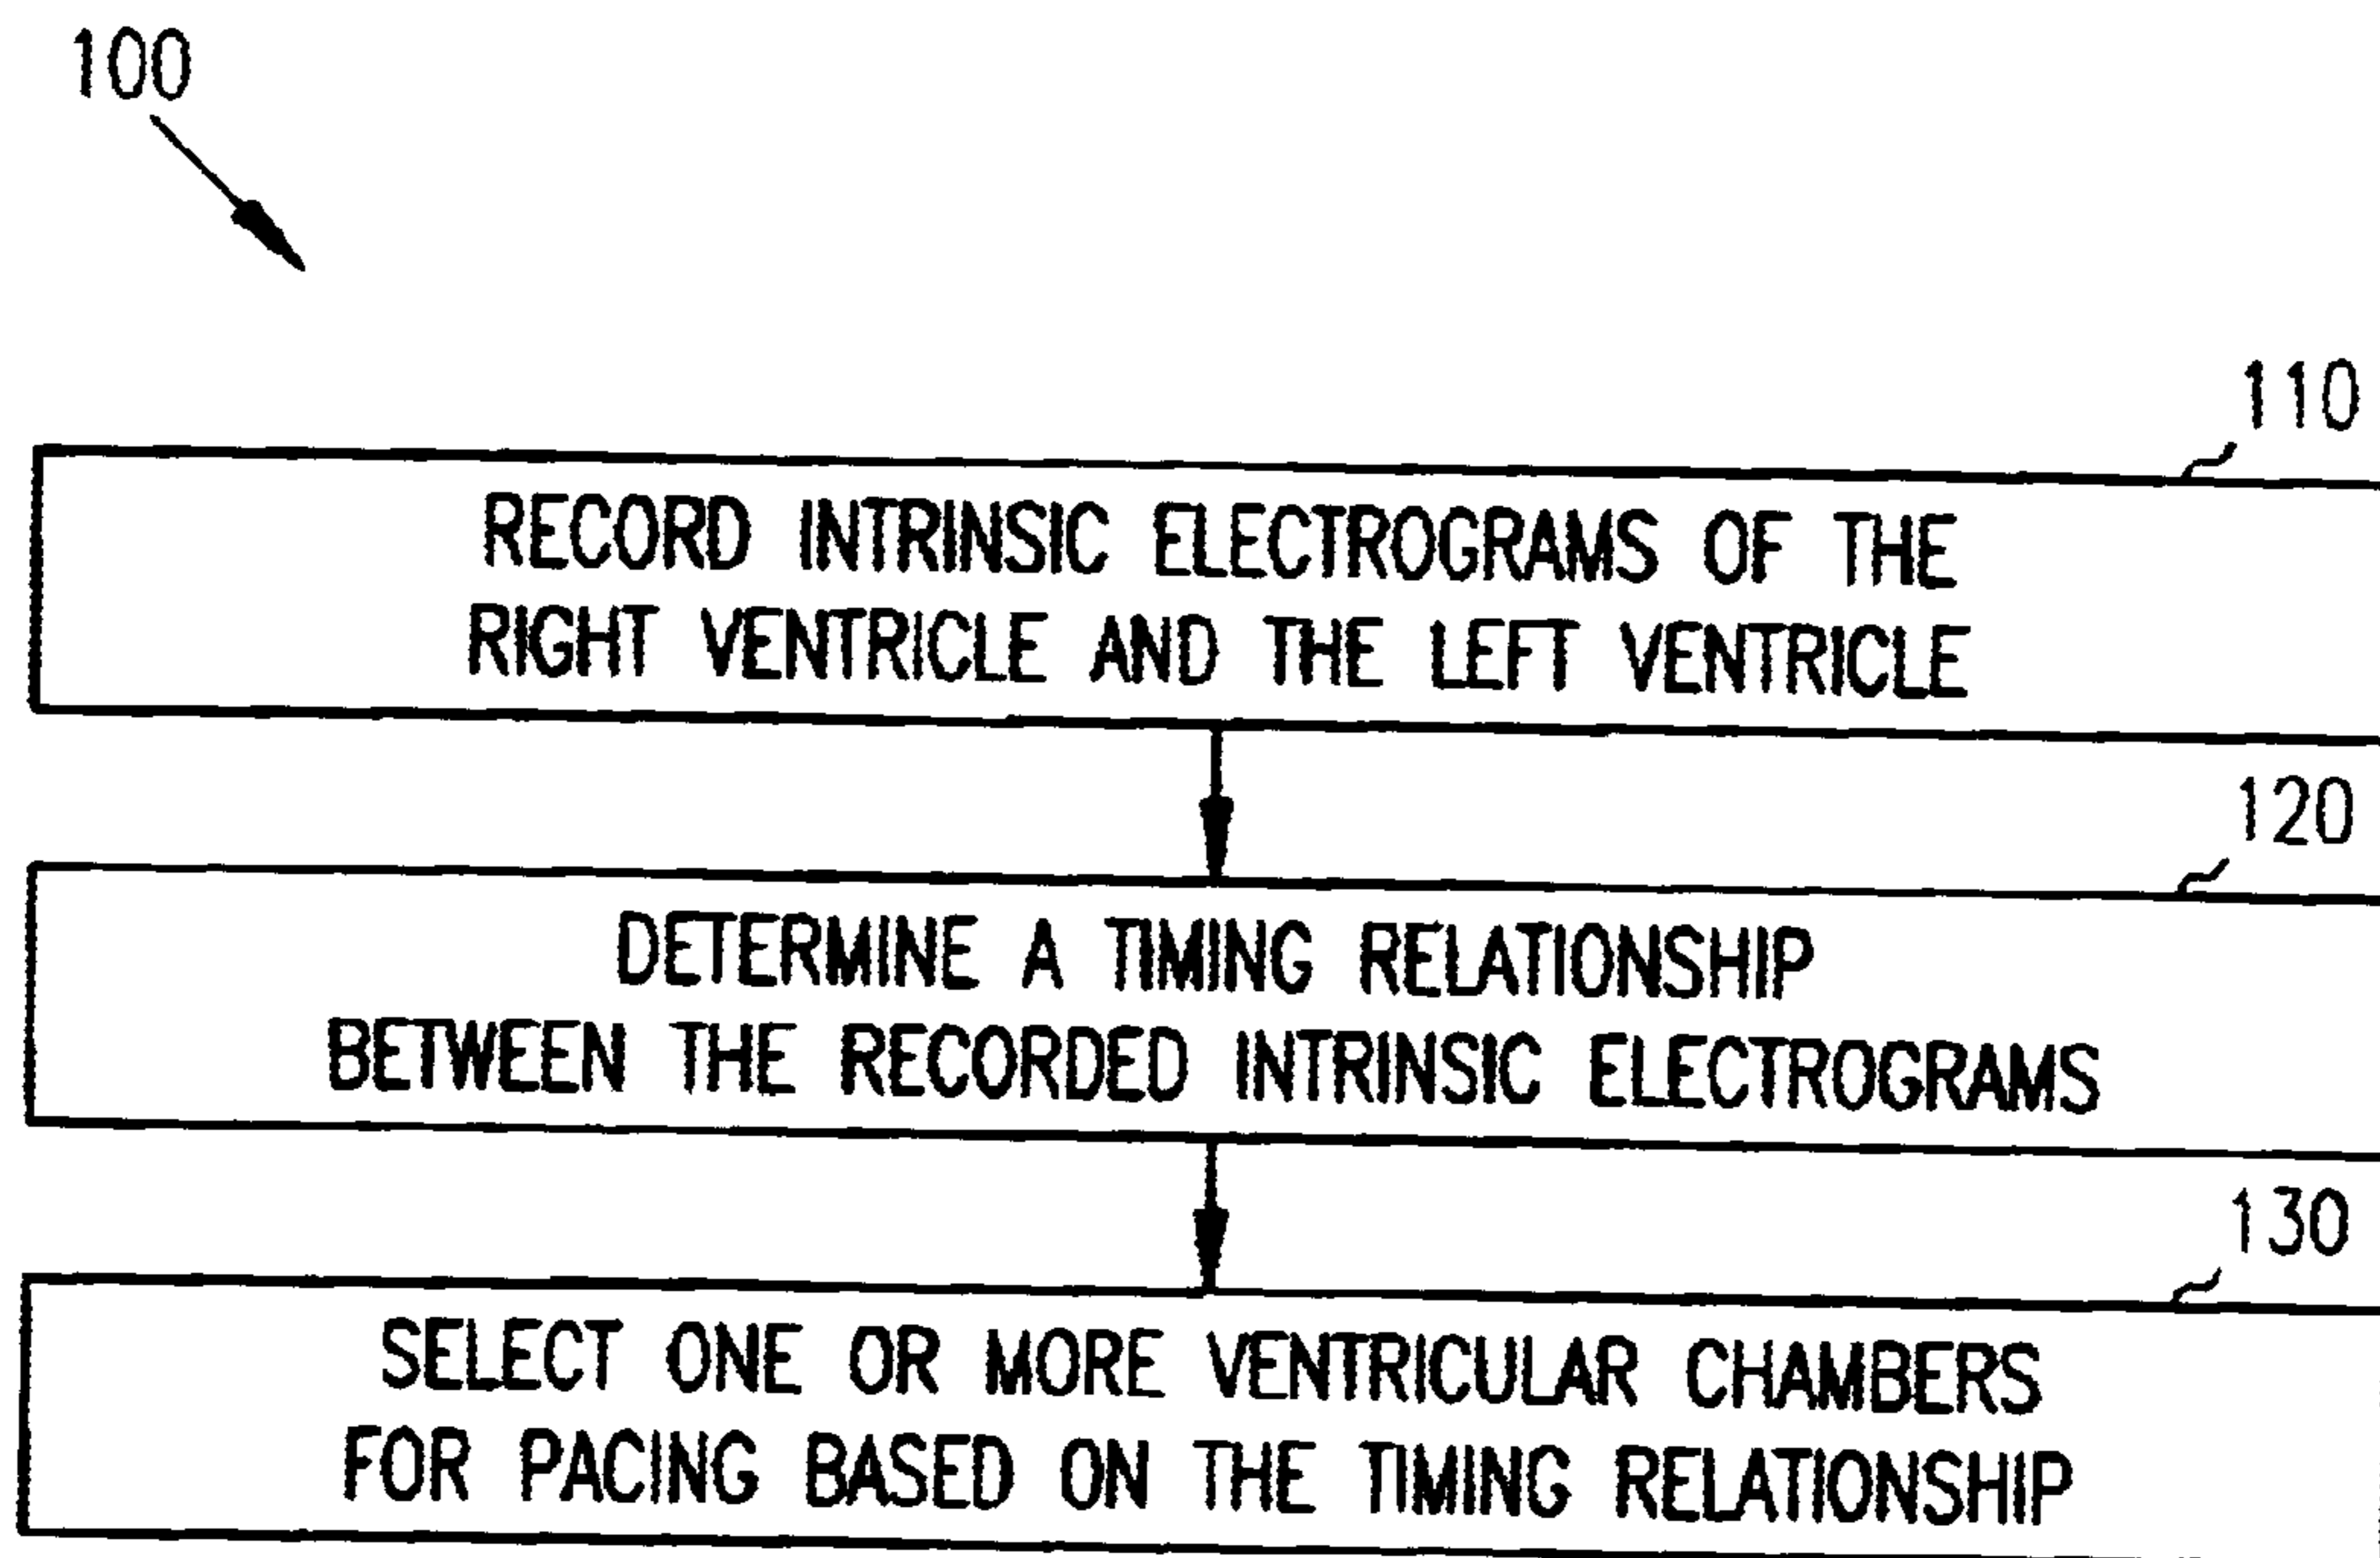 100
110
RECORD INTRINSIC ELECTROGRAMS OF THE
RIGHT VENTRICLE AND THE LEFT VENTRICLE
120
DETERMINE A TIMING RELATIONSHIP
BETWEEN THE RECORDED INTRINSIC ELECTROGRAMS
130
SELECT ONE OR MORE VENTRICULAR CHAMBERS
FOR PACING BASED ON THE TIMING RELATIONSHIP